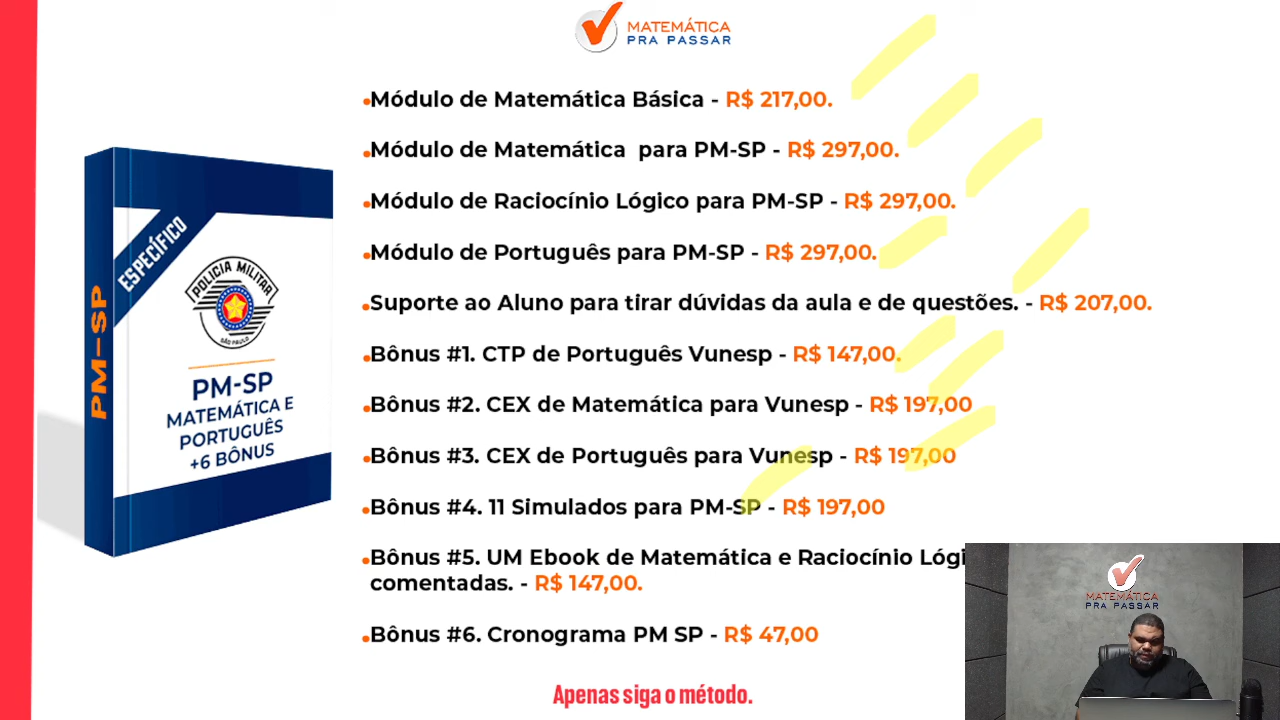 MATEMÁTICA
PRA PASSAR
•Módulo de Matemática Básica - R$ 217,00.
•Módulo de Matemática para PM-SP - R$ 297,00.
•Módulo de Raciocínio Lógico para PM-SP - R$ 297,00.
•Módulo de Português para PM-SP - R$ 297,00.
•Suporte ao Aluno para tirar dúvidas da aula e de questões. - R$ 207,00.
•Bônus #1. CTP de Português Vunesp - R$ 147,00.
•Bônus #2. CEX de Matemática para Vunesp - R$ 197,00
•Bônus #3. CEX de Português para Vunesp - R$ 197,00
•Bônus #4. 11 Simulados para PM-SP - R$ 197,00
•Bônus #5. UM Ebook de Matemática e Raciocínio
comentadas. - R$ 147,00.
•Bônus #6. Cronograma PM SP - R$ 47,00
Apenas siga o método.
PM-SP
ESPECÍFICO
POLÍCIA MILITAR
SÃO PAULO
PM-SP
MATEMÁTICA E
PORTUGUÊS
+6 BÔNUS
MATEMÁTICA
PRA PASSAR